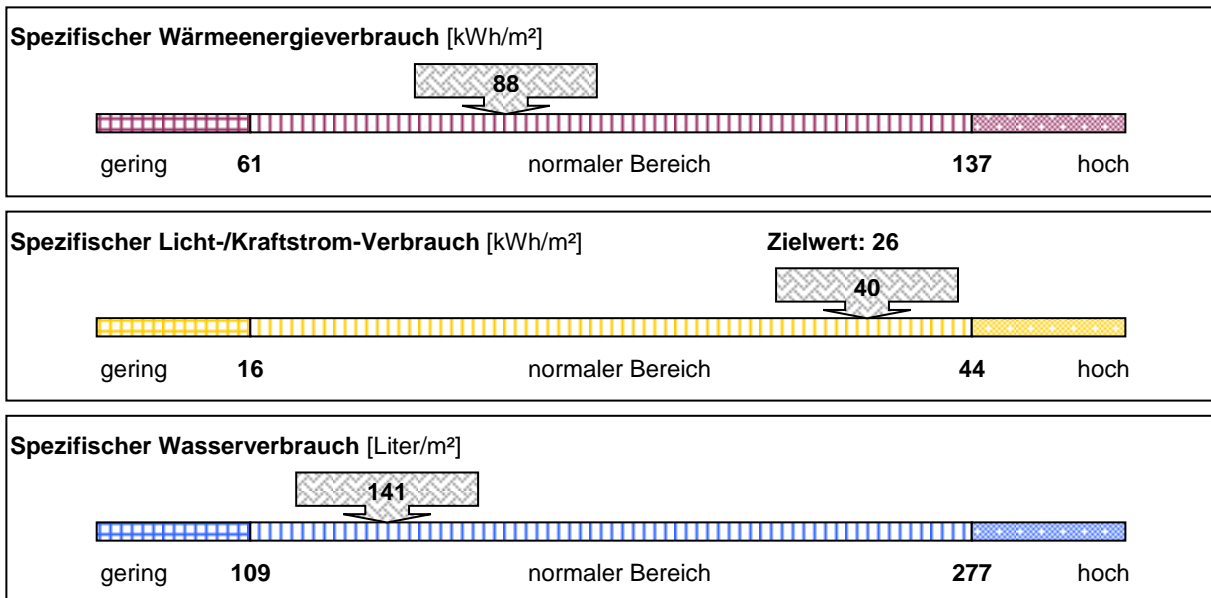 Spezifischer Wärmeenergieverbrauch [kWh/m²]
88
gering 61 normaler Bereich 137 hoch
Spezifischer Licht-/Kraftstrom-Verbrauch [kWh/m²] Zielwert: 26
40
gering 16 normaler Bereich 44 hoch
Spezifischer Wasserverbrauch [Liter/m²]
141
gering 109 normaler Bereich 277 hoch